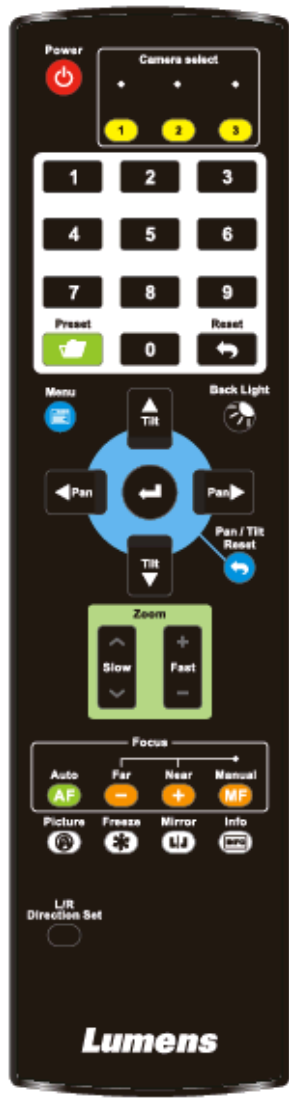 Power
Camera select
1 2 3
1 2 3
4 5 6
7 8 9
Preset Reset
0
Menu Back Light
Tilt
Pan Pan
Pan / Tilt
Reset
Tilt
Zoom
Slow + Fast -
Focus
Auto Far Near Manual
AF - + MF
Picture Freeze Mirror Info
INFO
L/R
Direction Set
Lumens